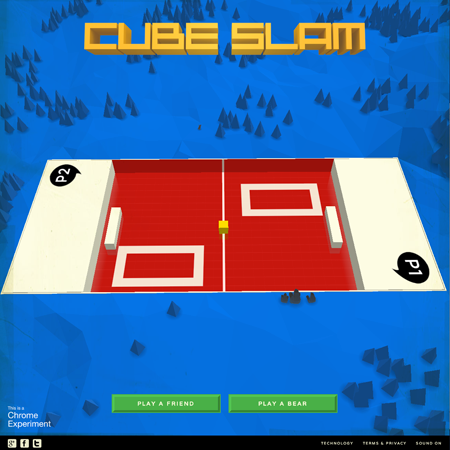 CUBE SLAM
P2
P1
PLAY A FRIEND
PLAY A BEAR
This is a
Chrome
Experiment
TECHNOLOGY TERMS & PRIVACY SOUND ON